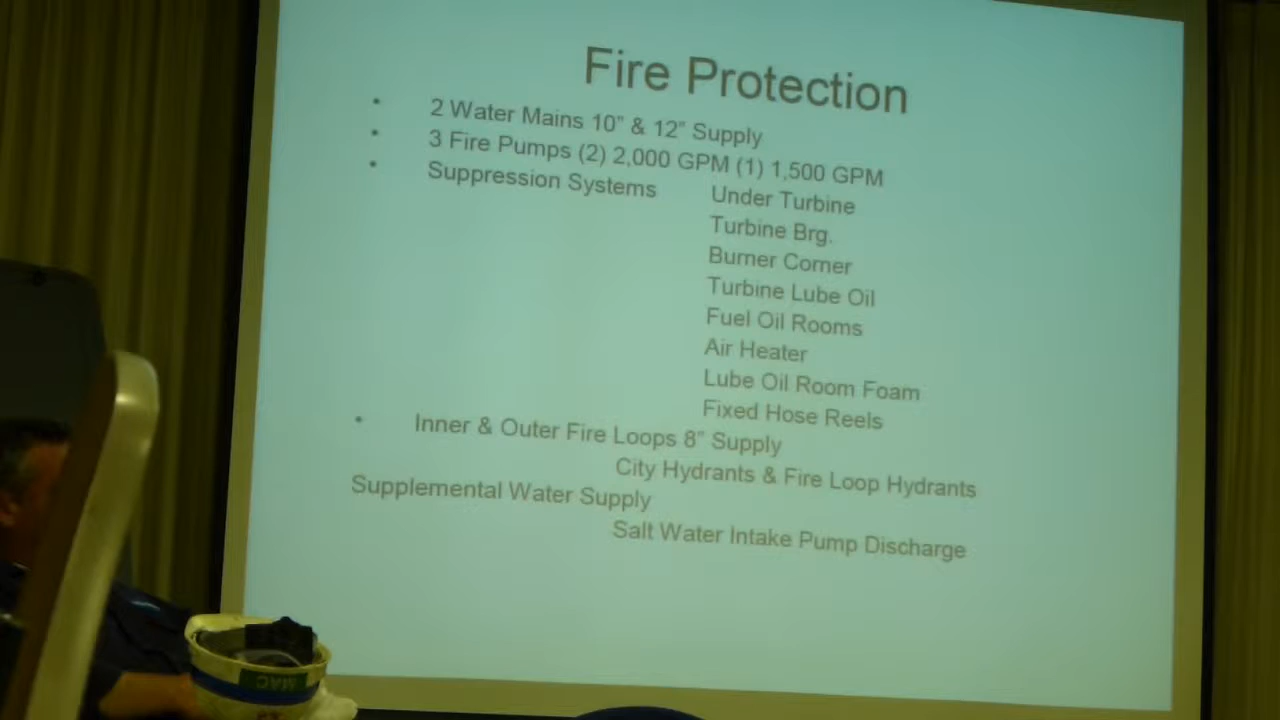 Fire Protection
• 2 Water Mains 10" & 12" Supply
• 3 Fire Pumps (2) 2,000 GPM (1) 1,500 GPM
• Suppression Systems Under Turbine
Turbine Brg.
Burner Corner
Turbine Lube Oil
Fuel Oil Rooms
Air Heater
Lube Oil Room Foam
Fixed Hose Reels
• Inner & Outer Fire Loops 8" Supply
City Hydrants & Fire Loop Hydrants
Supplemental Water Supply
Salt Water Intake Pump Discharge
MAC